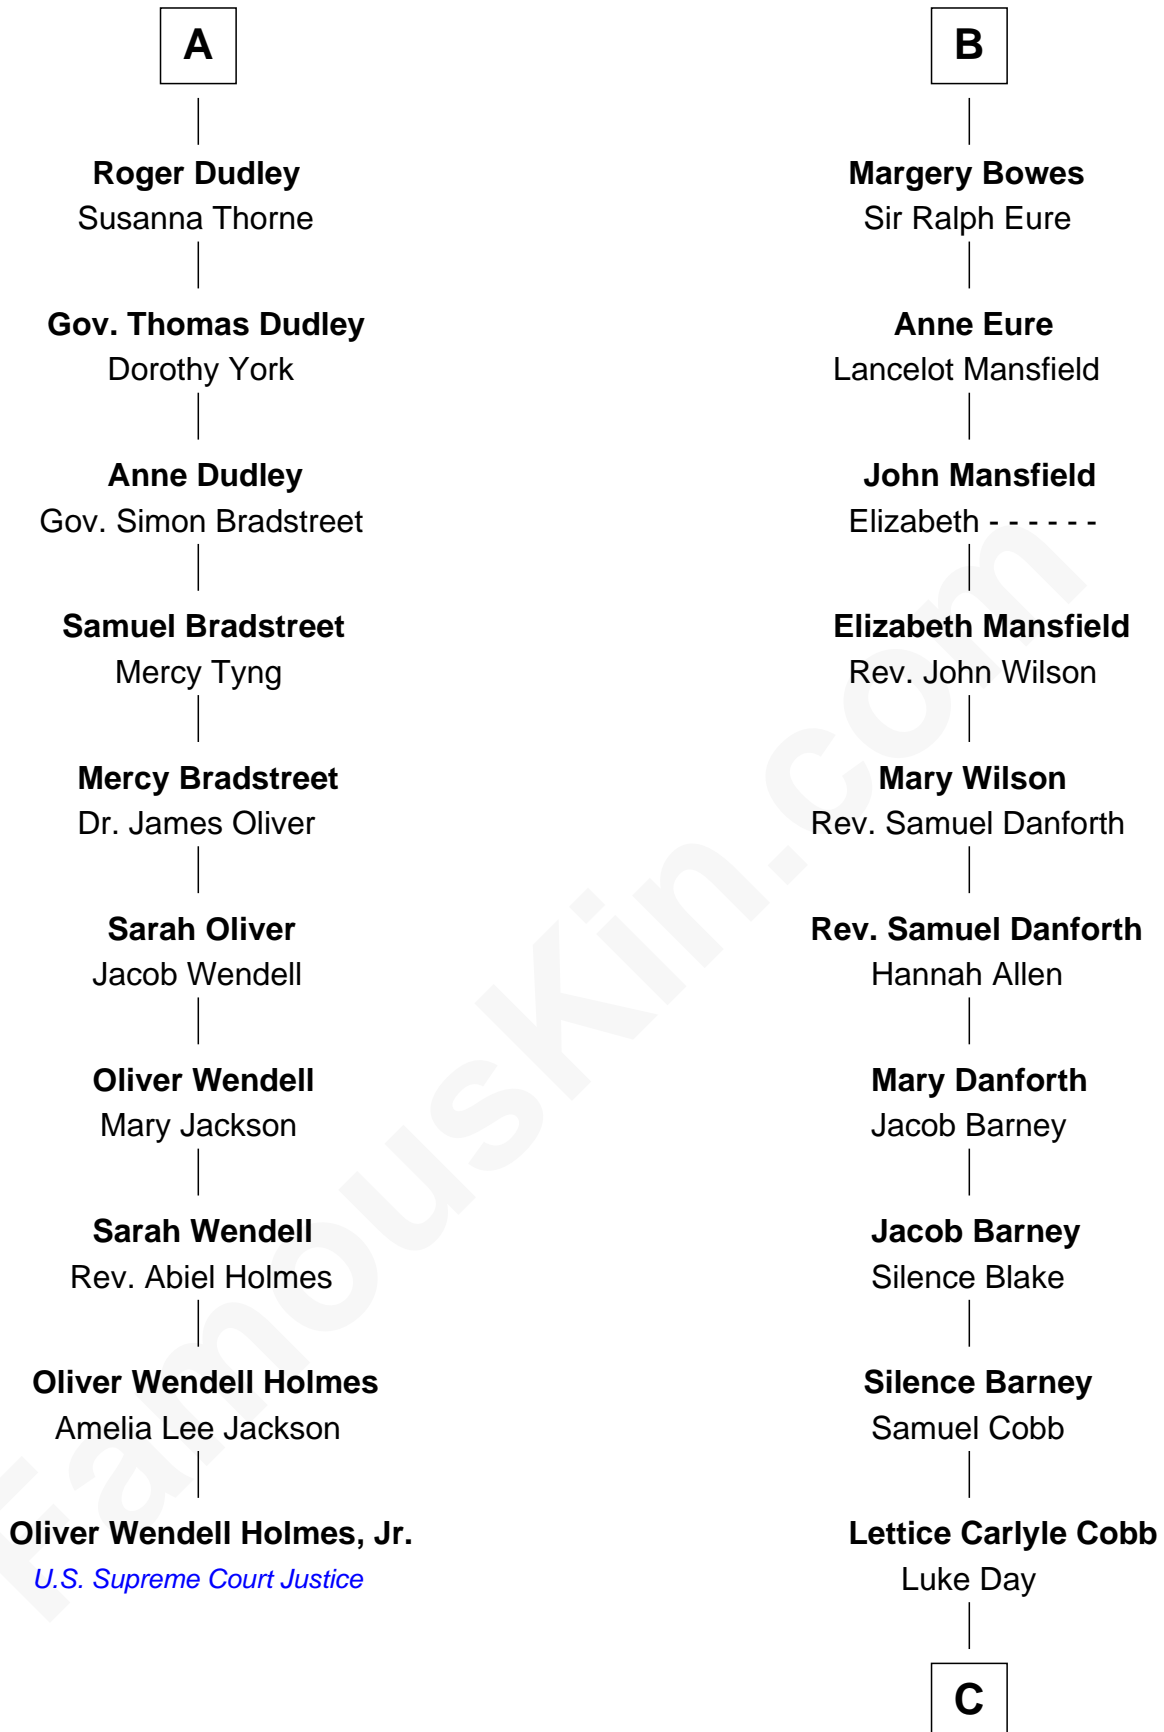 A
Roger Dudley
Susanna Thorne
Gov. Thomas Dudley
Dorothy York
Anne Dudley
Gov. Simon Bradstreet
Samuel Bradstreet
Mercy Tyng
Mercy Bradstreet
Dr. James Oliver
Sarah Oliver
Jacob Wendell
Oliver Wendell
Mary Jackson
Sarah Wendell
Rev. Abiel Holmes
Oliver Wendell Holmes
Amelia Lee Jackson
Oliver Wendell Holmes, Jr.
U.S. Supreme Court Justice
B
Margery Bowes
Sir Ralph Eure
Anne Eure
Lancelot Mansfield
John Mansfield
Elizabeth - - - - - -
Elizabeth Mansfield
Rev. John Wilson
Mary Wilson
Rev. Samuel Danforth
Rev. Samuel Danforth
Hannah Allen
Mary Danforth
Jacob Barney
Jacob Barney
Silence Blake
Silence Barney
Samuel Cobb
Lettice Carlyle Cobb
Luke Day
C
FamousKin.com